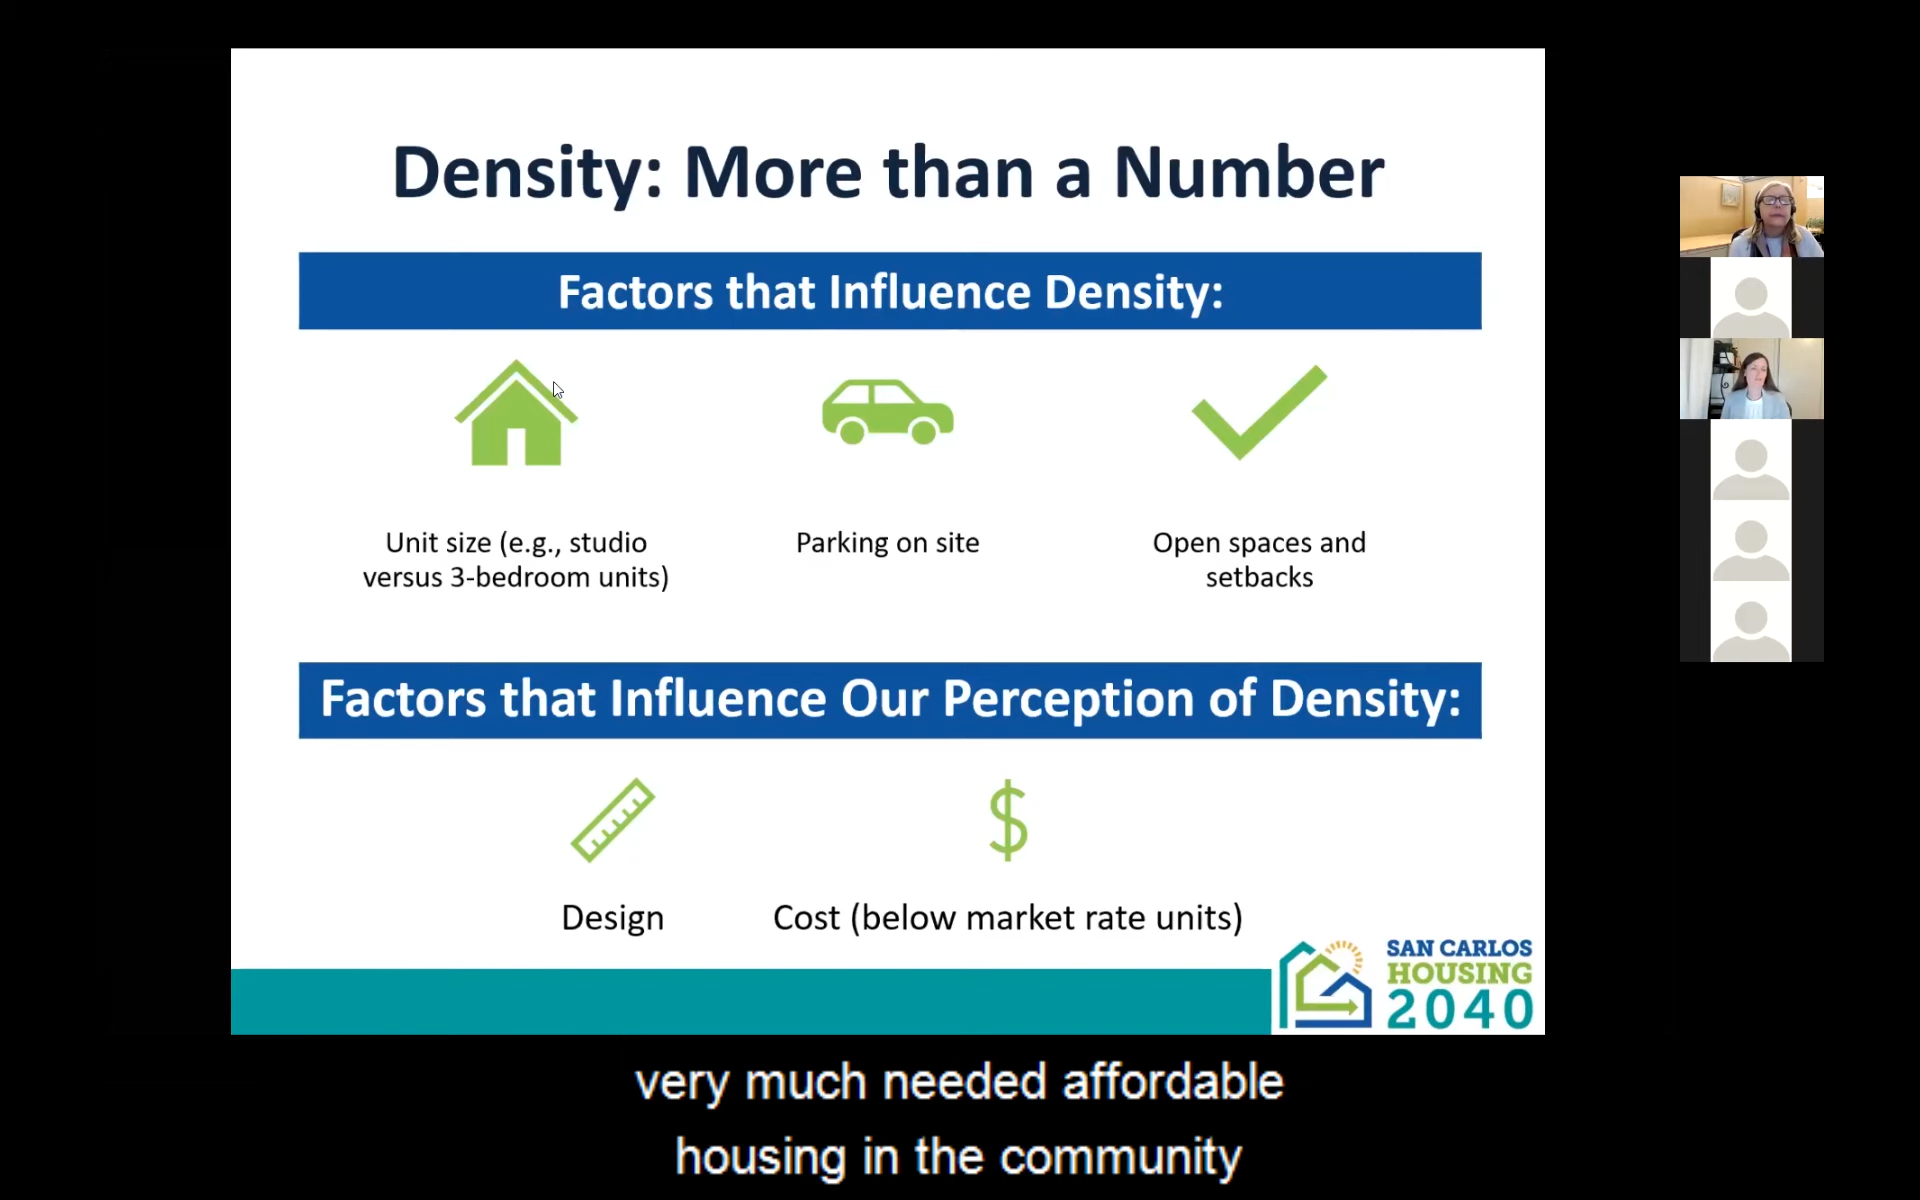 Density: More than a Number
Factors that Influence Density:
Unit size (e.g., studio
versus 3-bedroom units)
Parking on site
Open spaces and
setbacks
Factors that Influence Our Perception of Density:
$
Design
Cost (below market rate units)
SAN CARLOS
HOUSING
2040
very much needed affordable
housing in the community